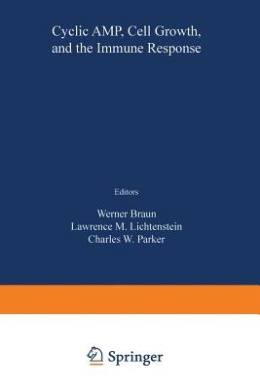 Cyclic AMP, Cell Growth,
and the Immune Response
Editors
Werner Braun
Lawrence M. Lichtenstein
Charles W. Parker
Springer